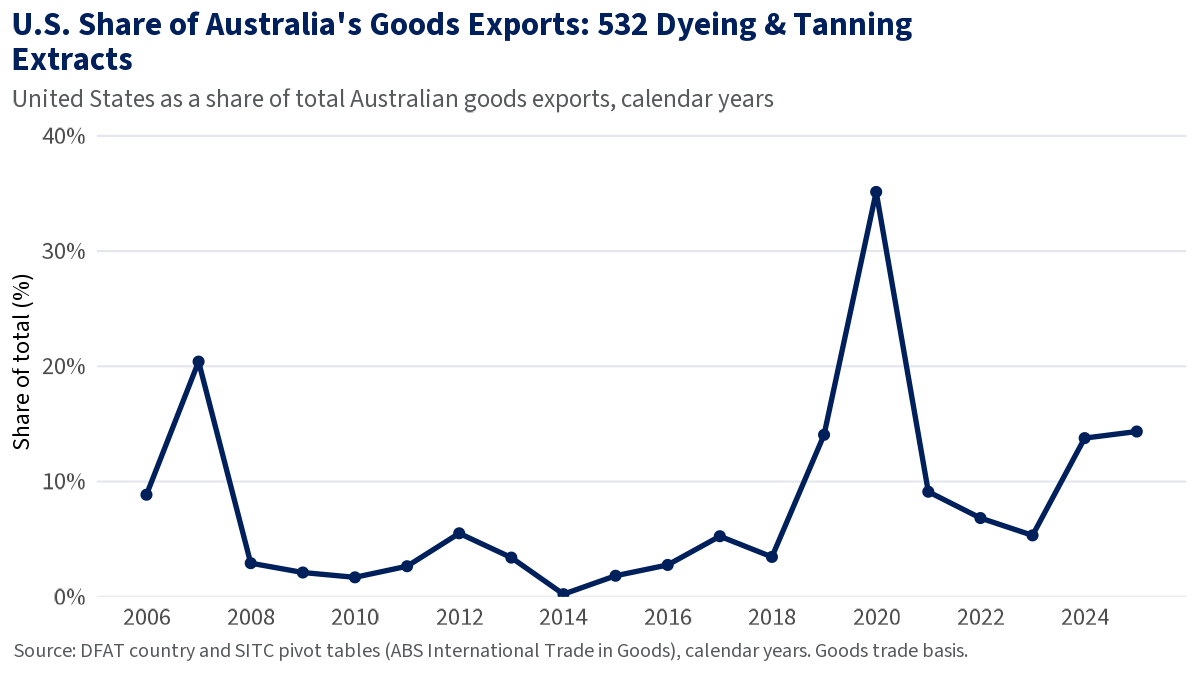 U.S. Share of Australia's Goods Exports: 532 Dyeing & Tanning
Extracts
United States as a share of total Australian goods exports, calendar years
40%
30%
20%
10%
0%
Share of total (%)
2006 2008 2010 2012 2014 2016 2018 2020 2022 2024
Source: DFAT country and SITC pivot tables (ABS International Trade in Goods), calendar years. Goods trade basis.